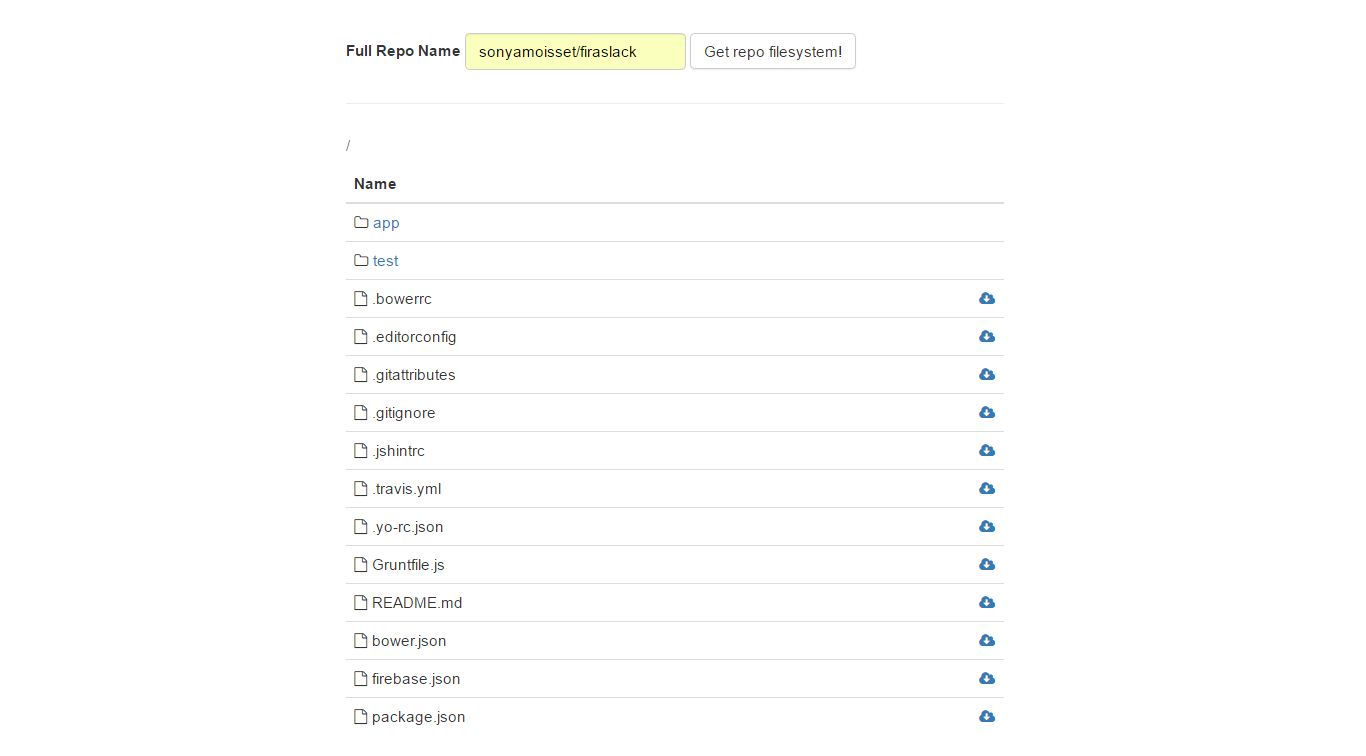 Full Repo Name sonyamoisset/firaslack Get repo filesystem!
/
Name
app
test
.bowerrc
.editorconfig
.gitattributes
.gitignore
.jshintrc
.travis.yml
.yo-rc.json
Gruntfile.js
README.md
bower.json
firebase.json
package.json